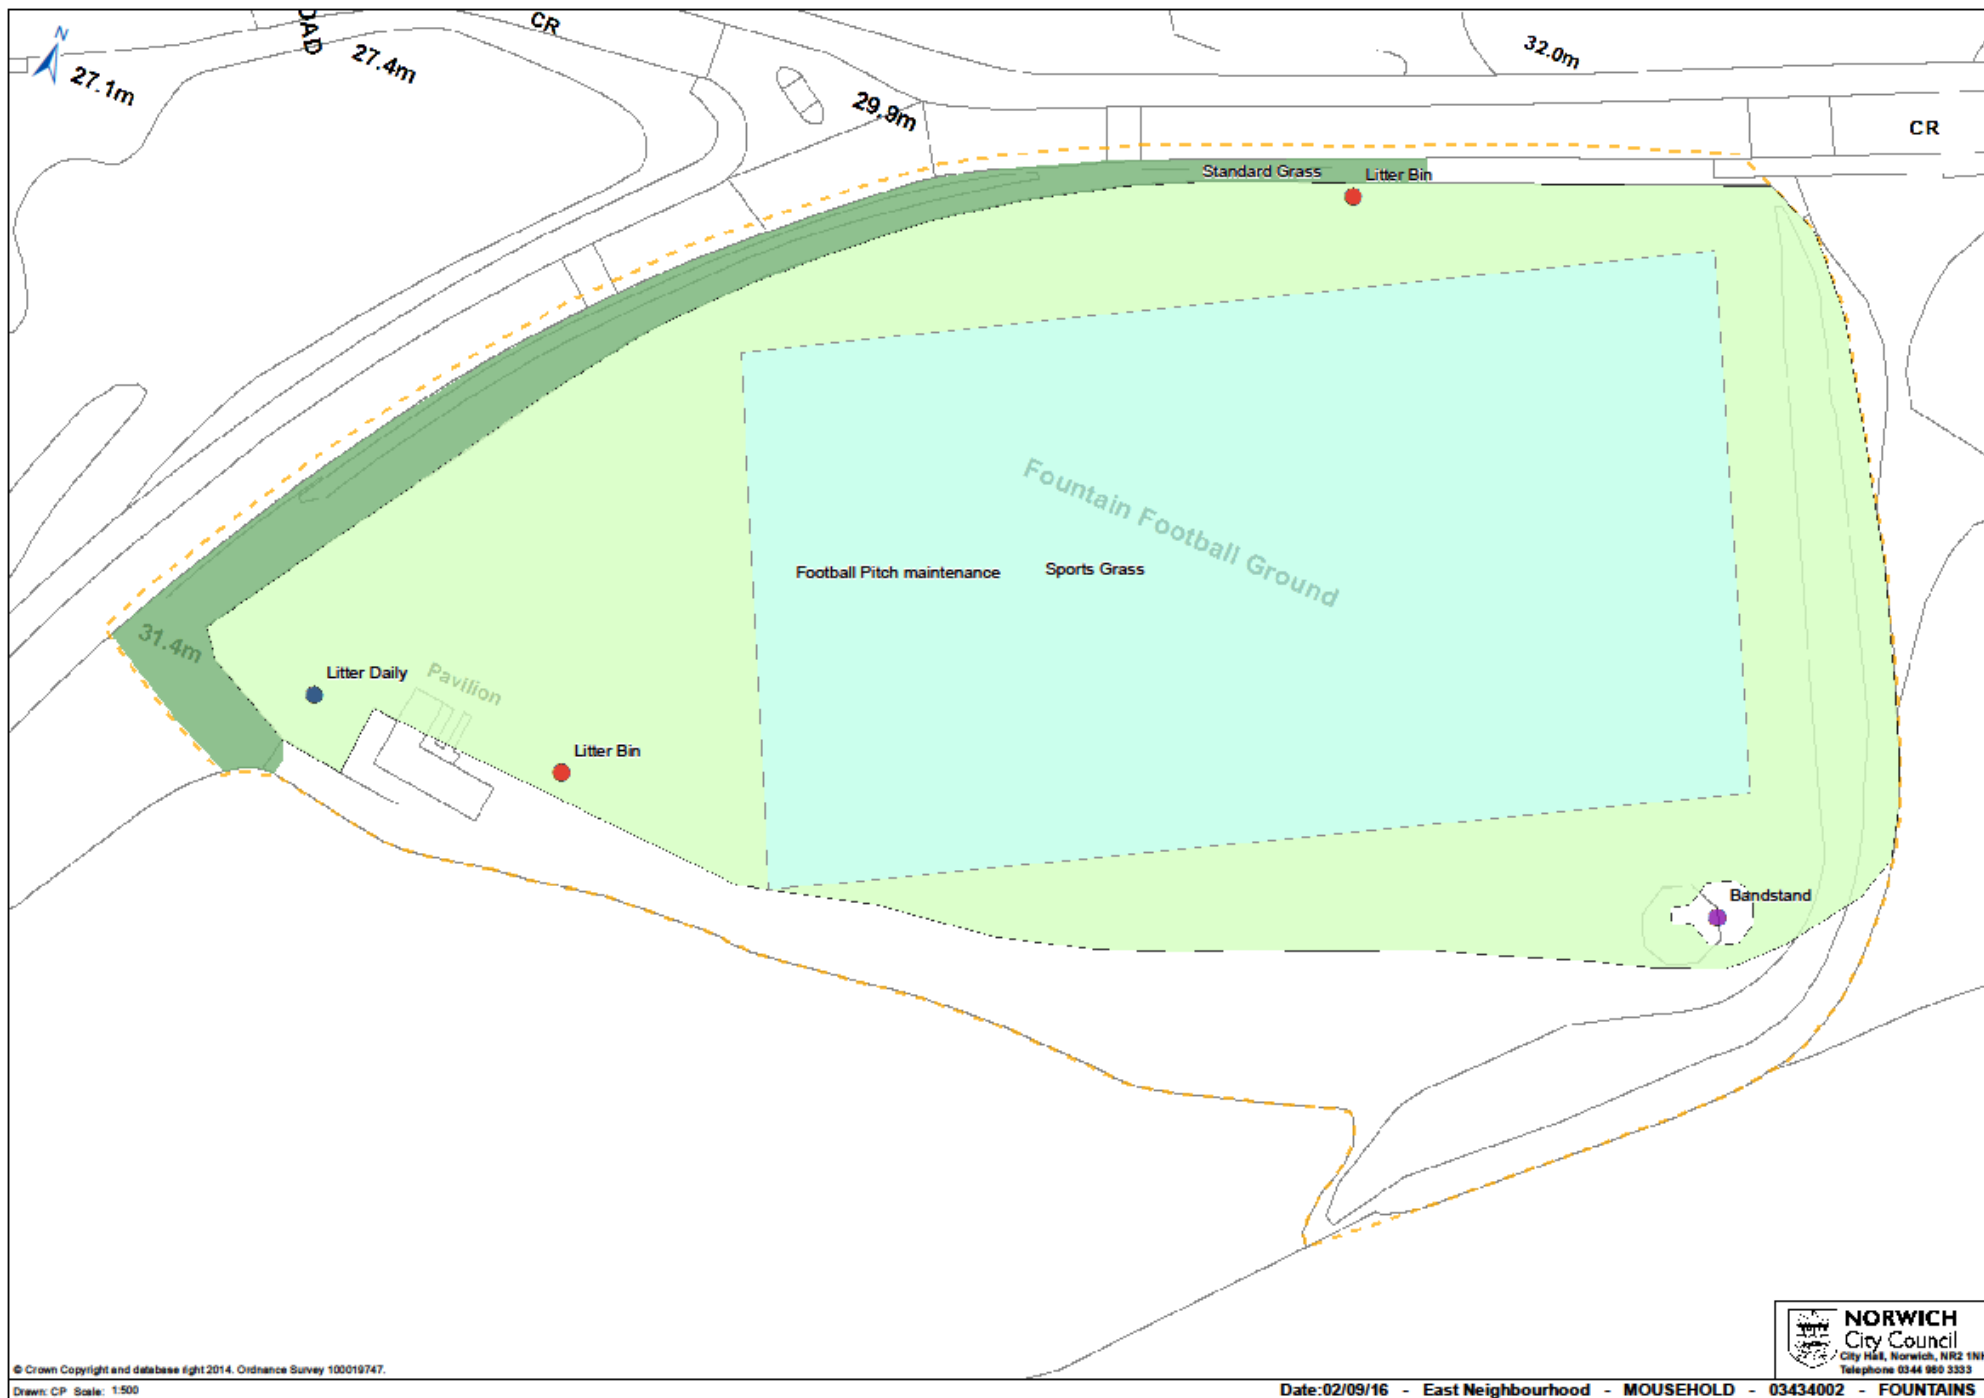 N
27.1m
OAD
27.4m
CR
29.9m
32.0m
CR
Standard Grass
Litter Bin
Fountain Football Ground
Football Pitch maintenance
Sports Grass
31.4m
Litter Daily
Pavilion
Litter Bin
Bandstand
NORWICH
City Council
City Hall, Norwich, NR2 1NH
Telephone 0344 980 3333
© Crown Copyright and database right 2014. Ordnance Survey 100019747.
Drawn: CP Scale: 1:500
Date:02/09/16 - East Neighbourhood - MOUSEHOLD - 03434002 - FOUNTAINS